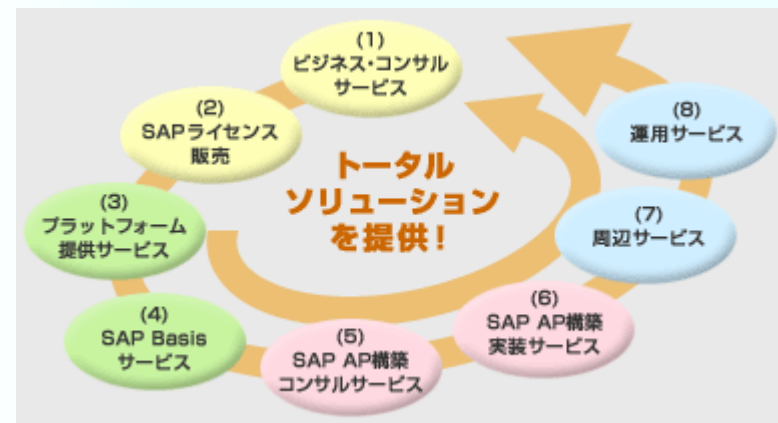 (1)
ビジネス・コンサル
サービス
(2)
SAPライセンス
販売
(3)
プラットフォーム
提供サービス
(4)
SAP Basis
サービス
(5)
SAP AP構築
コンサルサービス
(6)
SAP AP構築
実装サービス
(7)
周辺サービス
(8)
運用サービス
トータル
ソリューション
を提供！